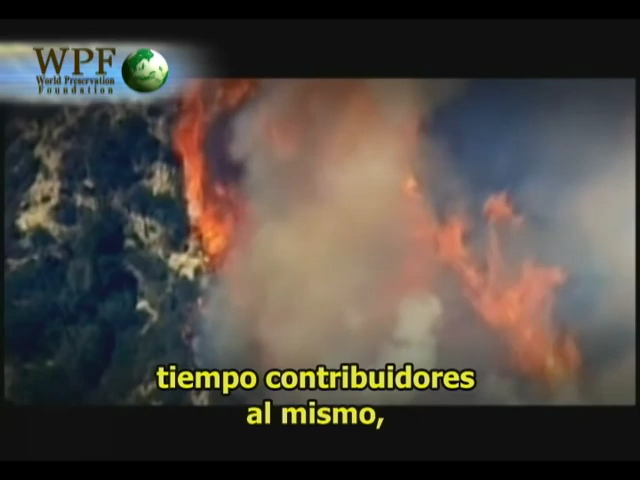 WPF
World Preservation
Foundation
tiempo contribuidores
al mismo,